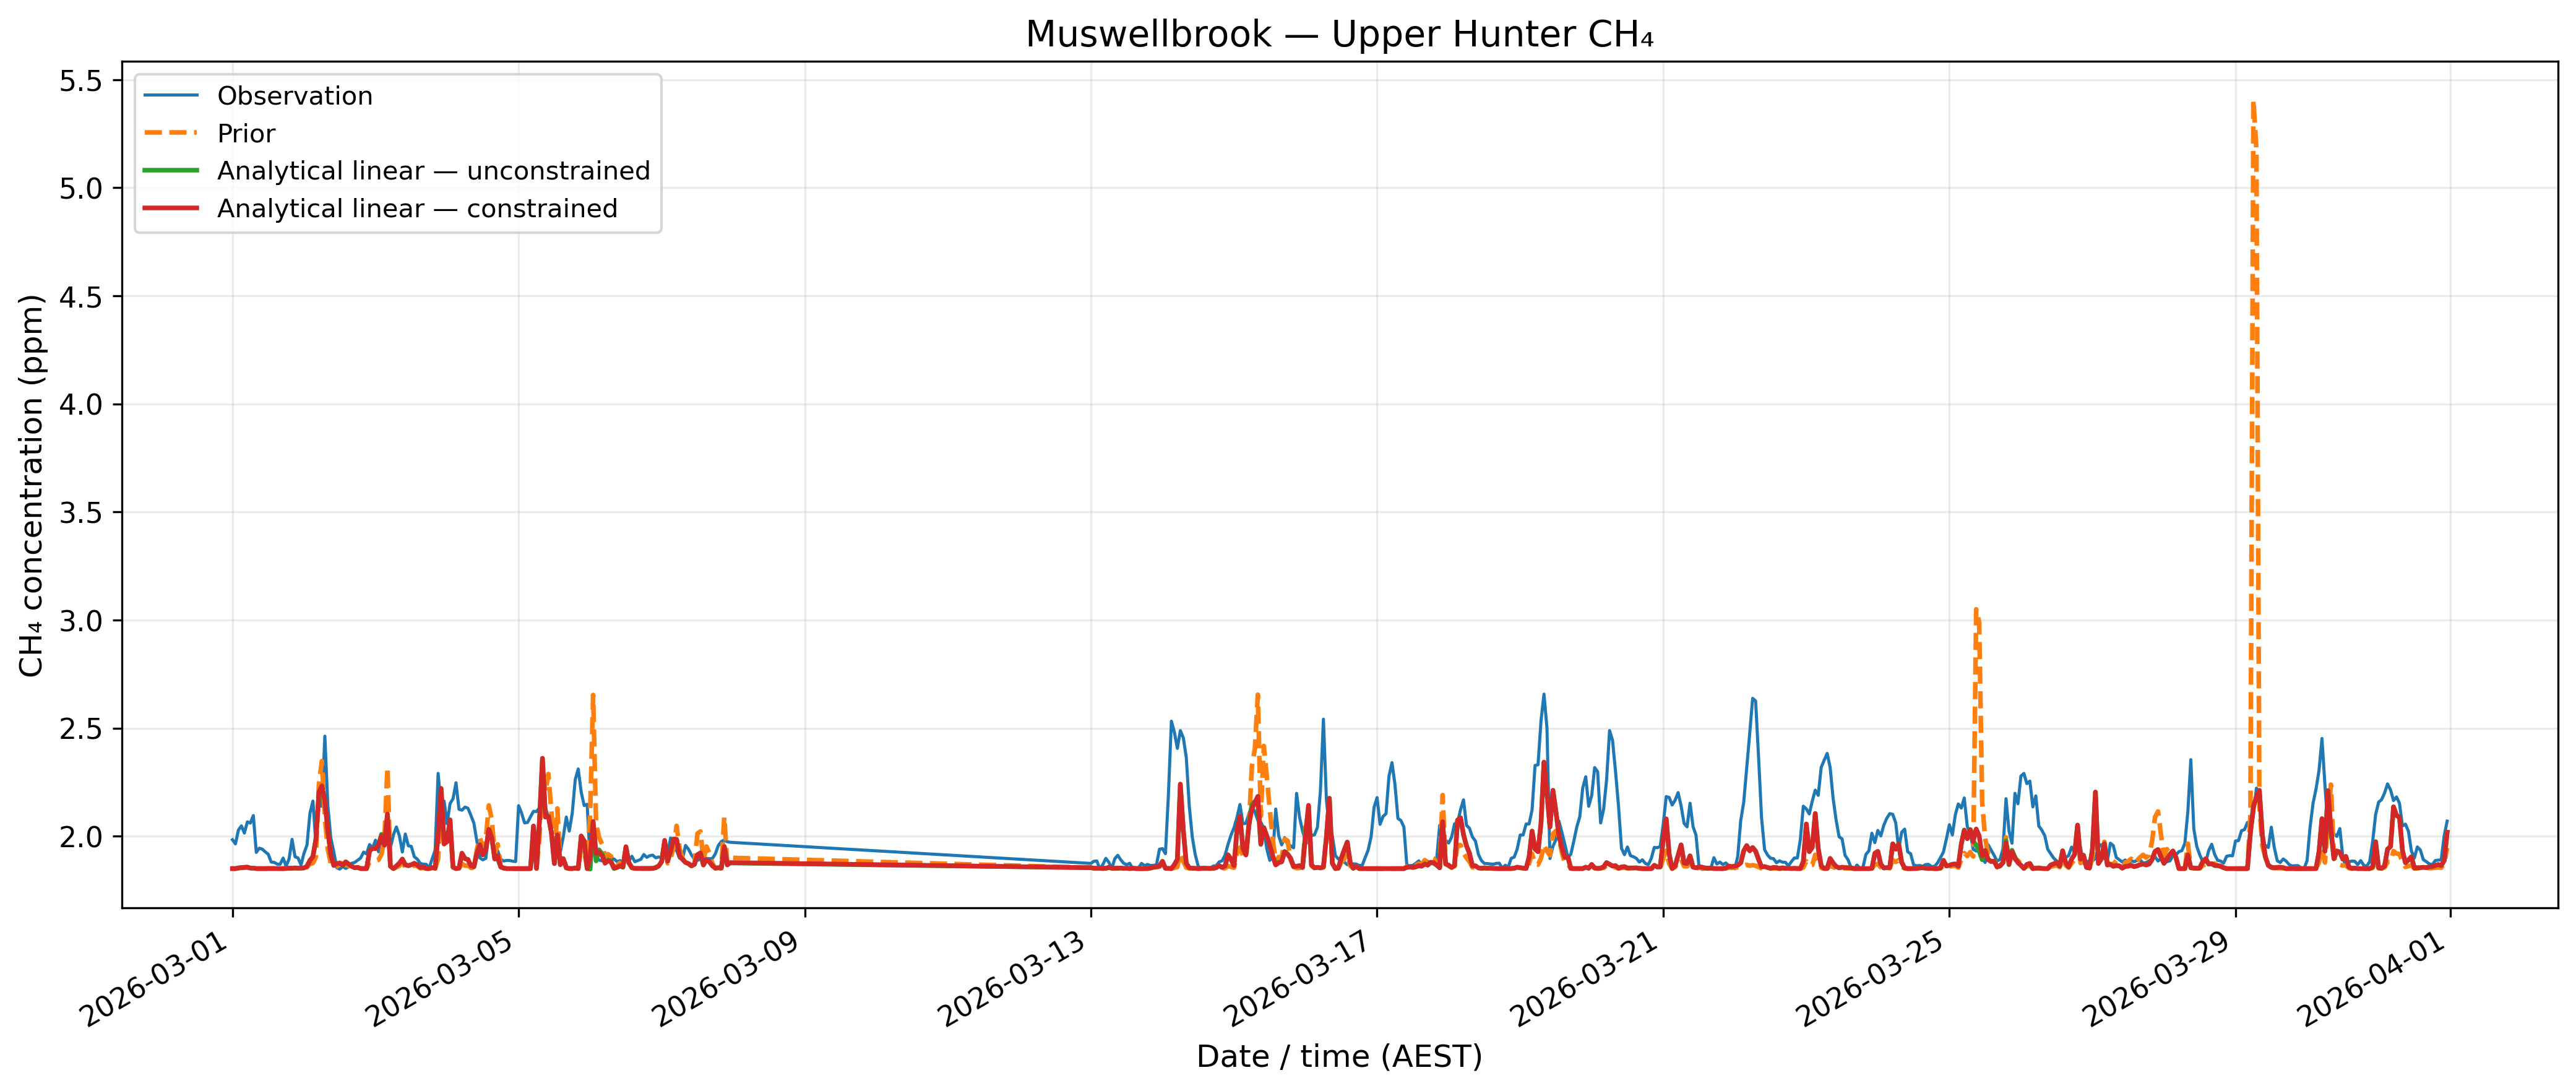 Muswellbrook — Upper Hunter CH₄
Observation
Prior
Analytical linear — unconstrained
Analytical linear — constrained
CH₄ concentration (ppm)
5.5
5.0
4.5
4.0
3.5
3.0
2.5
2.0
2026-03-01
2026-03-05
2026-03-09
2026-03-13
2026-03-17
2026-03-21
2026-03-25
2026-03-29
2026-04-01
Date / time (AEST)